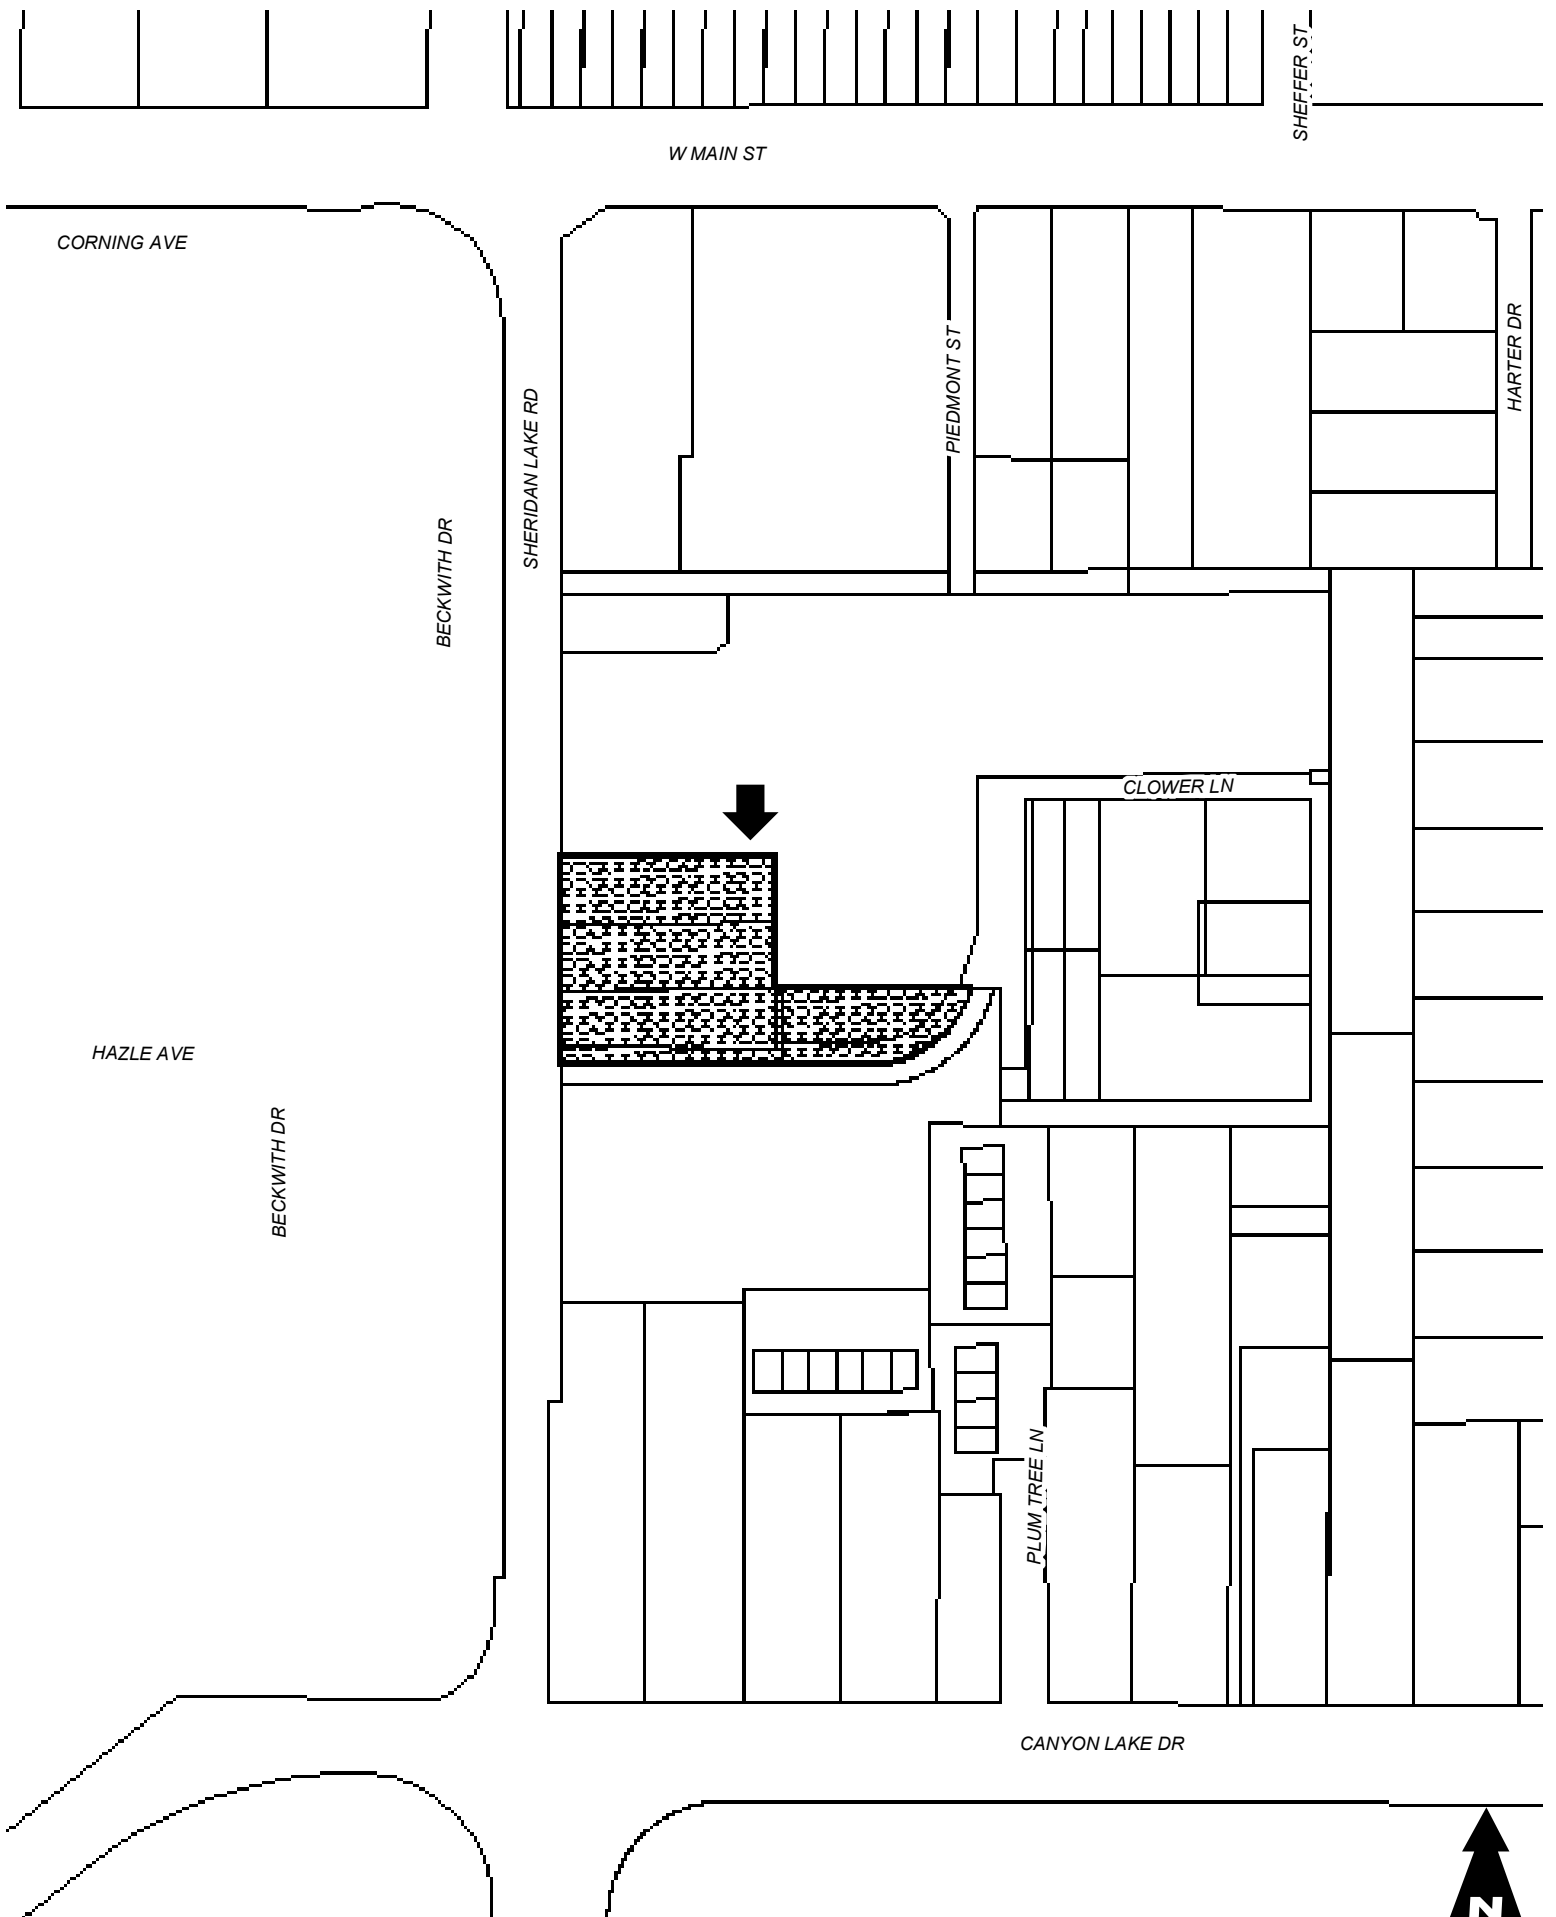 SHEFFER ST
W MAIN ST
CORNING AVE
PIEDMONT ST
HARTER DR
SHERIDAN LAKE RD
BECKWITH DR
CLOWER LN
HAZLE AVE
BECKWITH DR
PLUM TREE LN
CANYON LAKE DR
N